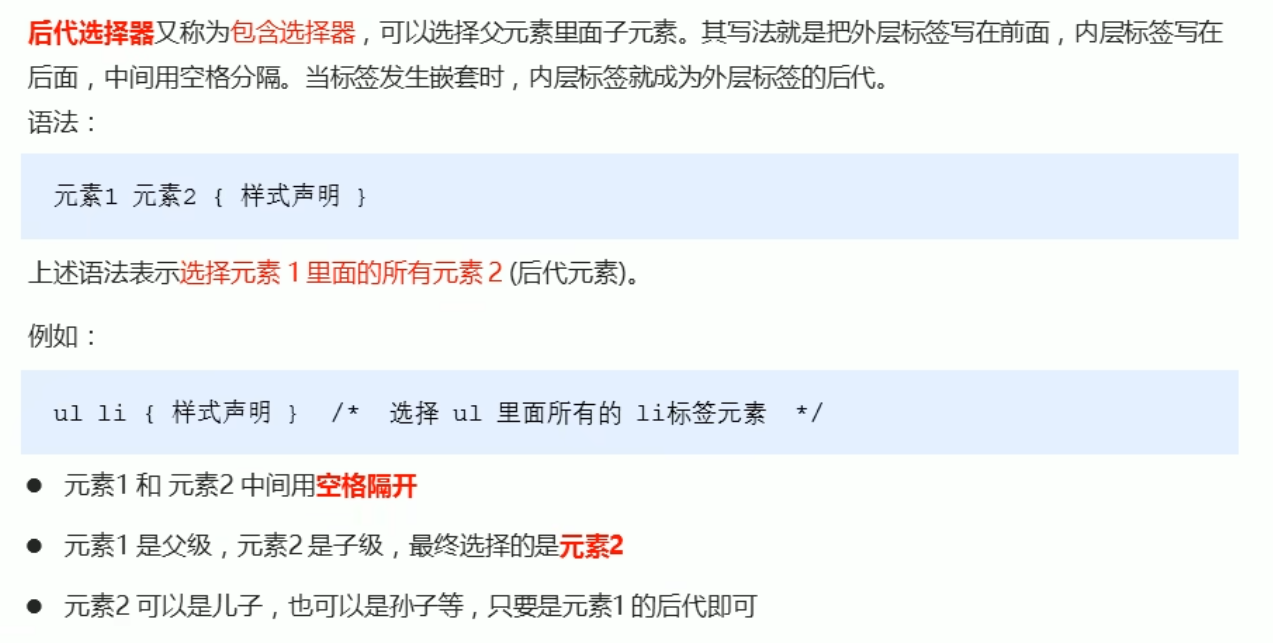 后代选择器又称为包含选择器，可以选择父元素里面子元素。其写法就是把外层标签写在前面，内层标签写在
后面，中间用空格分隔。当标签发生嵌套时，内层标签就成为外层标签的后代。
语法：
元素1 元素2 { 样式声明 }
上述语法表示选择元素 1 里面的所有元素 2 (后代元素)。
例如：
ul li { 样式声明 } /* 选择 ul 里面所有的 li标签元素 */
● 元素1 和 元素2 中间用空格隔开
● 元素1 是父级，元素2 是子级，最终选择的是元素2
● 元素2 可以是儿子，也可以是孙子等，只要是元素1 的后代即可